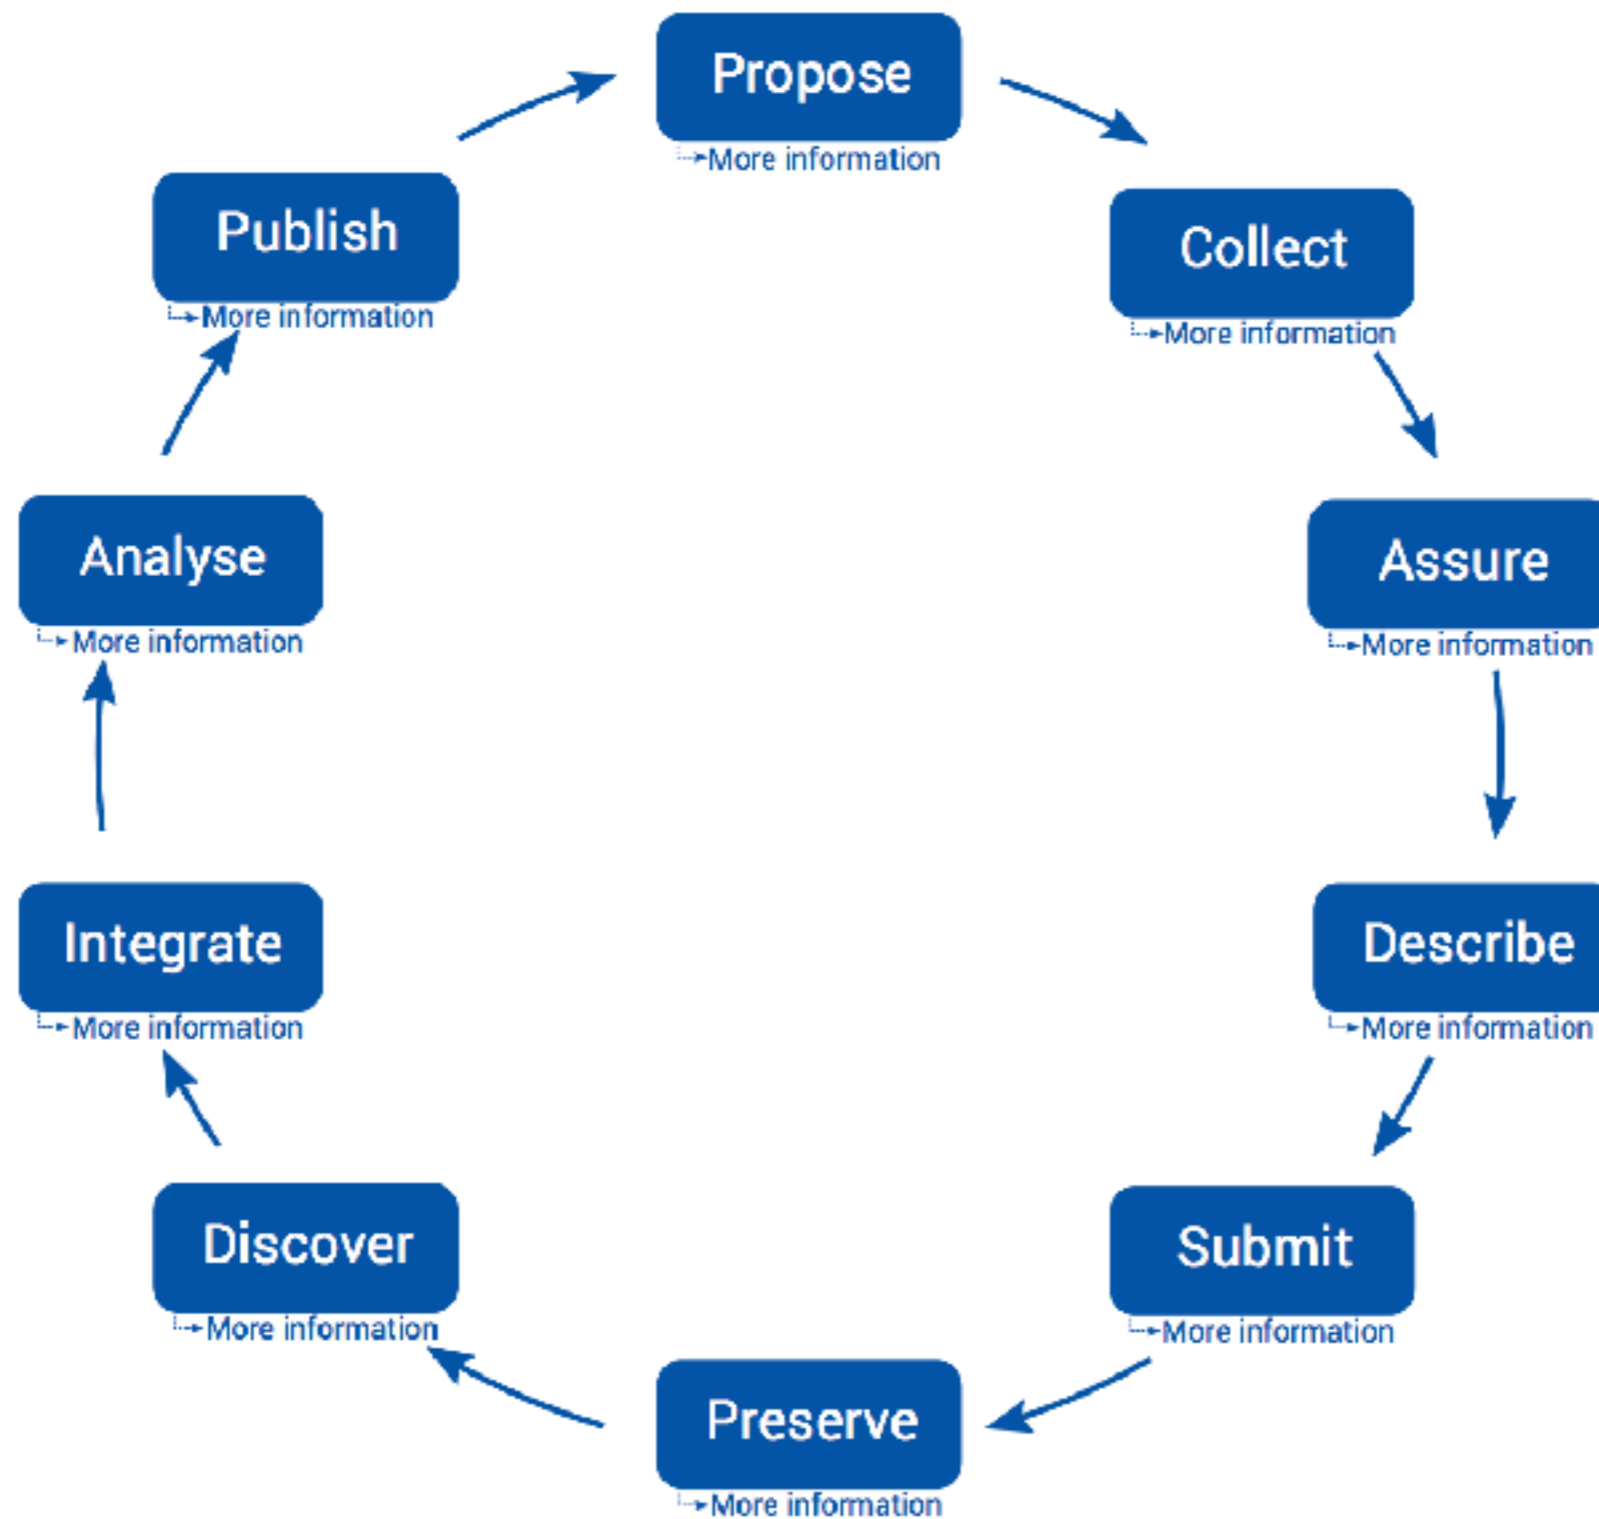 Propose
More information
Collect
More information
Assure
More information
Describe
More information
Submit
More information
Preserve
More information
Discover
More information
Integrate
More information
Analyse
More information
Publish
More information